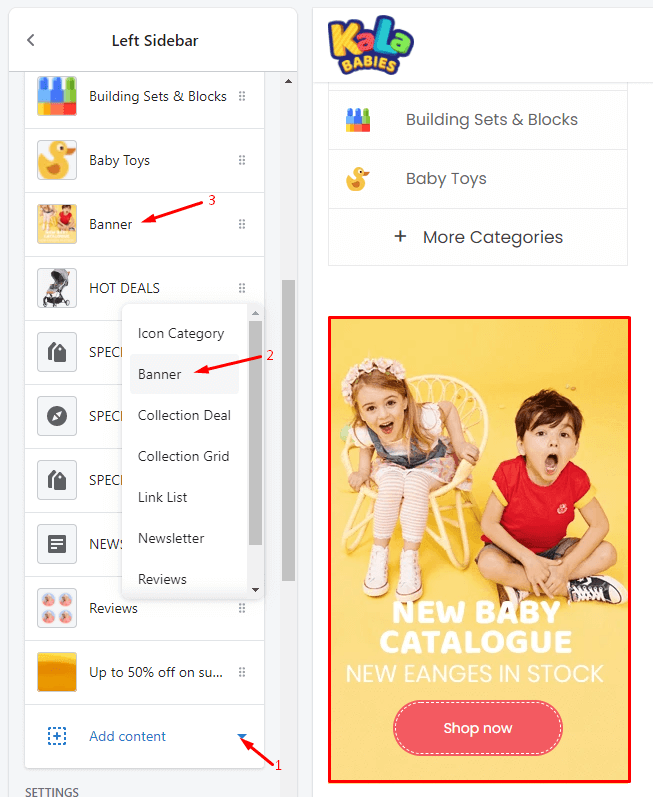 Left Sidebar
Building Sets & Blocks
Baby Toys
3
Banner
HOT DEALS
SPEC
SPEC
SPEC
NEWS
Reviews
Up to 50% off on su...
Add content
1
SETTINGS
Icon Category
2
Banner
Collection Deal
Collection Grid
Link List
Newsletter
Reviews
KaLa
BABIES
Building Sets & Blocks
Baby Toys
+ More Categories
NEW BABY
CATALOGUE
NEW EANGES IN STOCK
Shop now